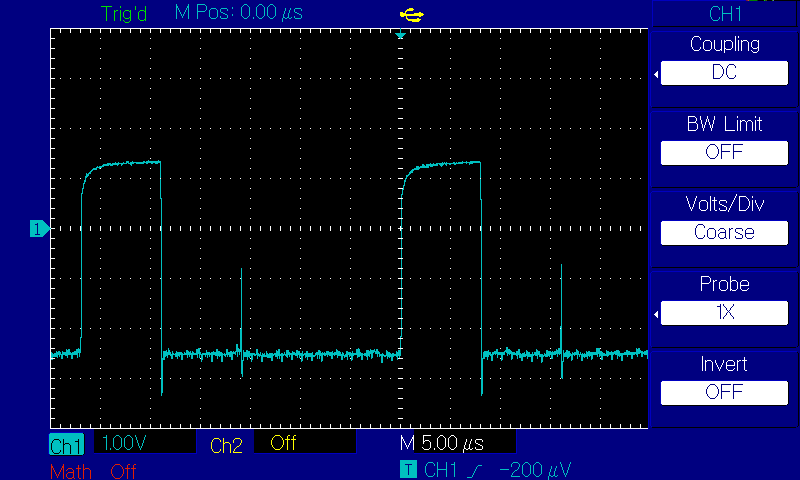 Trig'd M Pos: 0.00 μs CH1
Coupling
DC
BW Limit
OFF
Volts/Div
Coarse
1
Probe
1X
Invert
OFF
Ch1 1.00V Ch2 Off M 5.00 μs
Math Off T CH1 -200 μV